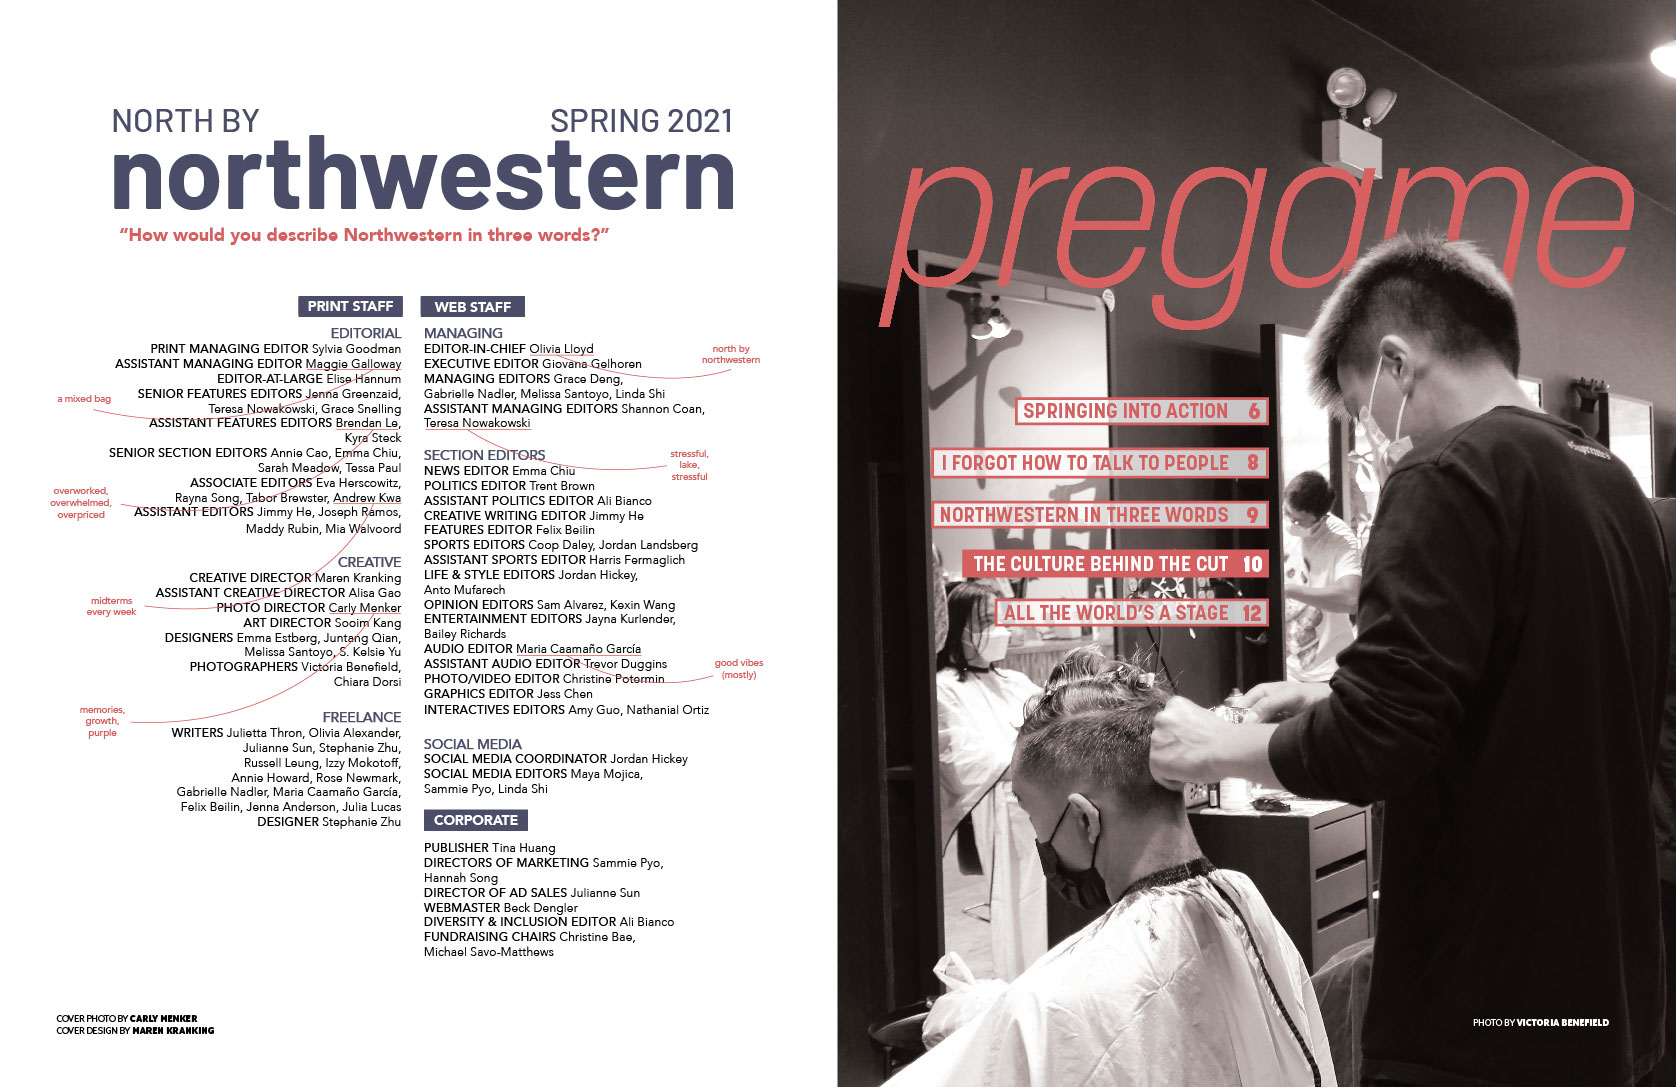 NORTH BY
SPRING 2021
northwestern
“How would you describe Northwestern in three words?”
PRINT STAFF
EDITORIAL
PRINT MANAGING EDITOR Sylvia Goodman
ASSISTANT MANAGING EDITOR Maggie Galloway
EDITOR-AT-LARGE Elise Hannum
SENIOR FEATURES EDITORS Jenna Greenzaid,
Teresa Nowakowski, Grace Snelling
ASSISTANT FEATURES EDITORS Brendan Le,
Kyra Steck
SENIOR SECTION EDITORS Annie Cao, Emma Chiu,
Sarah Meadow, Tessa Paul
ASSOCIATE EDITORS Eva Herscowitz,
Rayna Song, Tabor Brewster, Andrew Kwa
ASSISTANT EDITORS Jimmy He, Joseph Ramos,
Maddy Rubin, Mia Walvoord
CREATIVE
CREATIVE DIRECTOR Maren Kranking
ASSISTANT CREATIVE DIRECTOR Alisa Gao
PHOTO DIRECTOR Carly Menker
ART DIRECTOR Sooim Kang
DESIGNERS Emma Estberg, Juntang Qian,
Melissa Santoyo, S. Kelsie Yu
PHOTOGRAPHERS Victoria Benefield,
Chiara Dorsi
FREELANCE
WRITERS Julietta Thron, Olivia Alexander,
Julianne Sun, Stephanie Zhu,
Russell Leung, Izzy Mokotoff,
Annie Howard, Rose Newmark,
Gabrielle Nadler, Maria Caamaño García,
Felix Beilin, Jenna Anderson, Julia Lucas
DESIGNER Stephanie Zhu
a mixed bag
overworked,
overwhelmed,
overpriced
midterms
every week
memories,
growth,
purple
WEB STAFF
MANAGING
EDITOR-IN-CHIEF Olivia Lloyd
EXECUTIVE EDITOR Giovana Gelhoren
MANAGING EDITORS Grace Deng,
Gabrielle Nadler, Melissa Santoyo, Linda Shi
ASSISTANT MANAGING EDITORS Shannon Coan,
Teresa Nowakowski
SECTION EDITORS
NEWS EDITOR Emma Chiu
POLITICS EDITOR Trent Brown
ASSISTANT POLITICS EDITOR Ali Bianco
CREATIVE WRITING EDITOR Jimmy He
FEATURES EDITOR Felix Beilin
SPORTS EDITORS Coop Daley, Jordan Landsberg
ASSISTANT SPORTS EDITOR Harris Fermaglich
LIFE & STYLE EDITORS Jordan Hickey,
Anto Mufarech
OPINION EDITORS Sam Alvarez, Kexin Wang
ENTERTAINMENT EDITORS Jayna Kurlender,
Bailey Richards
AUDIO EDITOR Maria Caamaño García
ASSISTANT AUDIO EDITOR Trevor Duggins
PHOTO/VIDEO EDITOR Christine Potermin
GRAPHICS EDITOR Jess Chen
INTERACTIVES EDITORS Amy Guo, Nathanial Ortiz
SOCIAL MEDIA
SOCIAL MEDIA COORDINATOR Jordan Hickey
SOCIAL MEDIA EDITORS Maya Mojica,
Sammie Pyo, Linda Shi
CORPORATE
PUBLISHER Tina Huang
DIRECTORS OF MARKETING Sammie Pyo,
Hannah Song
DIRECTOR OF AD SALES Julianne Sun
WEBMASTER Beck Dengler
DIVERSITY & INCLUSION EDITOR Ali Bianco
FUNDRAISING CHAIRS Christine Bae,
Michael Savo-Matthews
north by
northwestern
stressful,
lake,
stressful
good vibes
(mostly)
COVER PHOTO BY CARLY MENKER
COVER DESIGN BY MAREN KRANKING
pregame
SPRINGING INTO ACTION 6
I FORGOT HOW TO TALK TO PEOPLE 8
NORTHWESTERN IN THREE WORDS 9
THE CULTURE BEHIND THE CUT 10
ALL THE WORLD'S A STAGE 12
PHOTO BY VICTORIA BENEFIELD